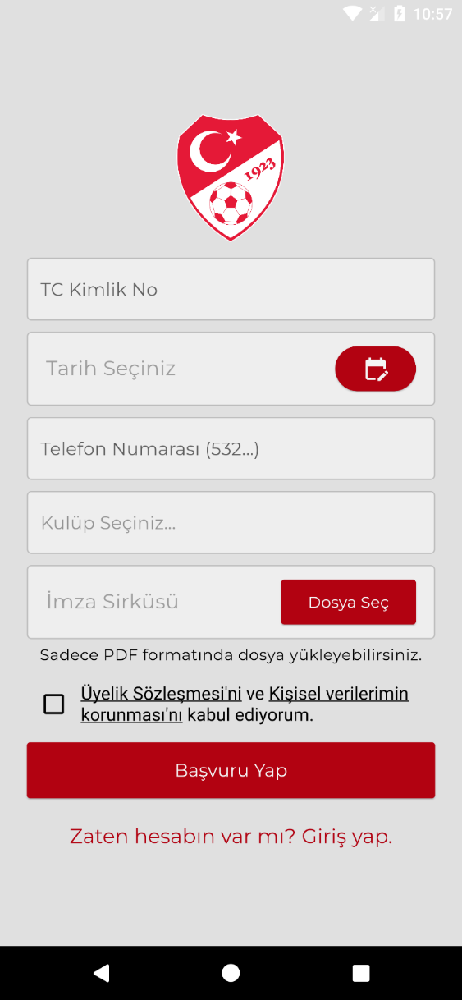 10:57
1923
TC Kimlik No
Tarih Seçiniz
Telefon Numarası (532...)
Kulüp Seçiniz...
İmza Sirküsü
Dosya Seç
Sadece PDF formatında dosya yükleyebilirsiniz.
Üyelik Sözleşmesi'ni ve Kişisel verilerimin
korunması'nı kabul ediyorum.
Başvuru Yap
Zaten hesabın var mı? Giriş yap.